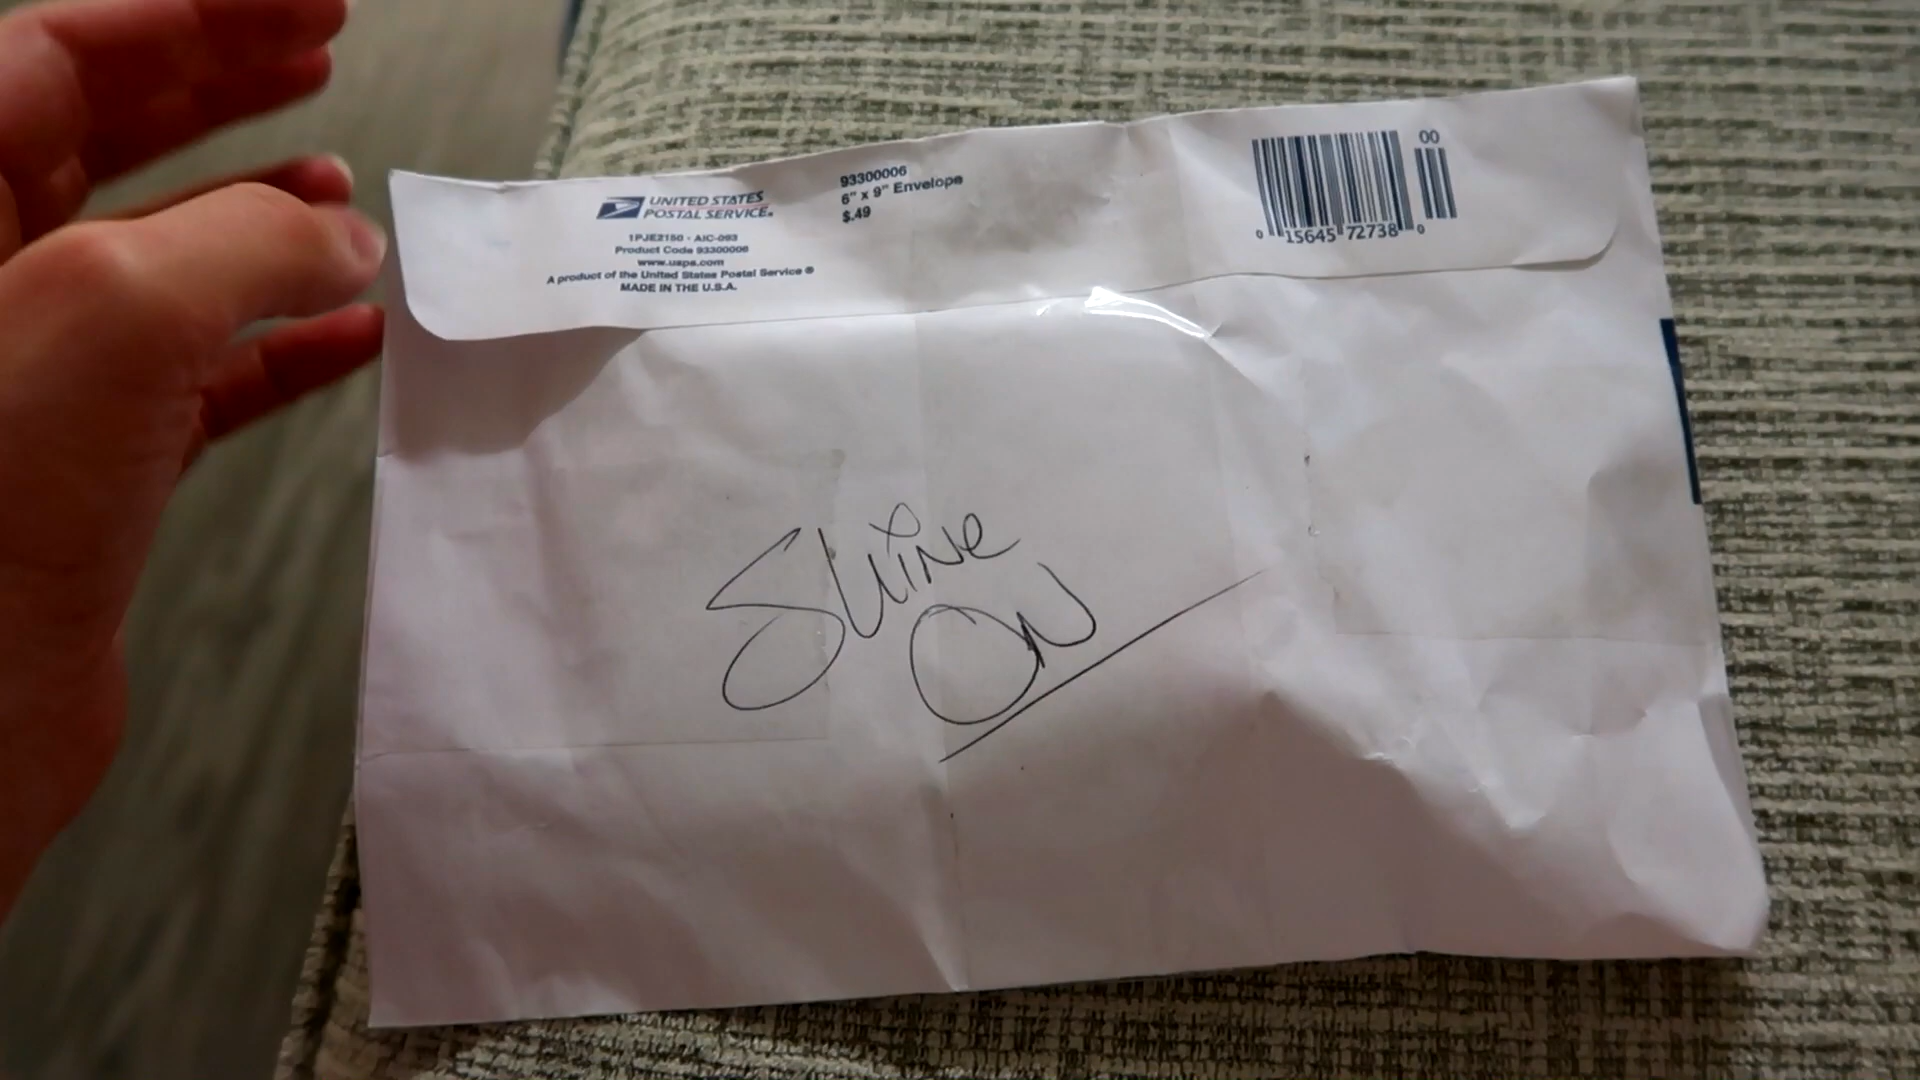 UNITED STATES
POSTAL SERVICE®
1PJE2150 - AIC-093
Product Code 93300006
www.usps.com
A product of the United States Postal Service ®
MADE IN THE U.S.A.
93300006
6" x 9" Envelope
$.49
00
0 15645 72738 0
SHiNe
ON